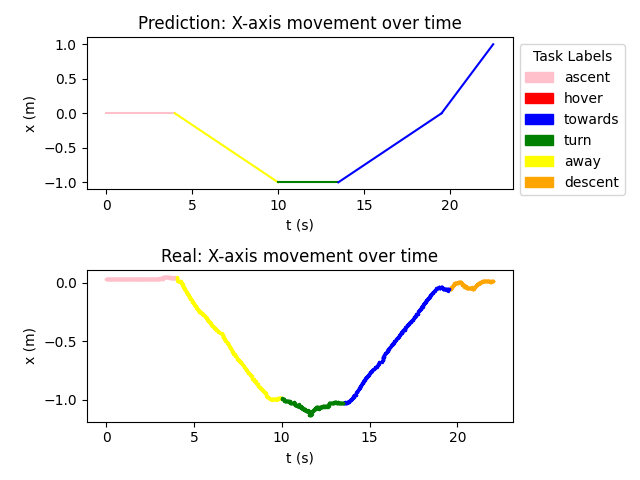 Prediction: X-axis movement over time
1.0
0.5
0.0
−0.5
−1.0
x (m)
0 5 10 15 20
t (s)
Task Labels
ascent
hover
towards
turn
away
descent
Real: X-axis movement over time
0.0
−0.5
−1.0
x (m)
0 5 10 15 20
t (s)